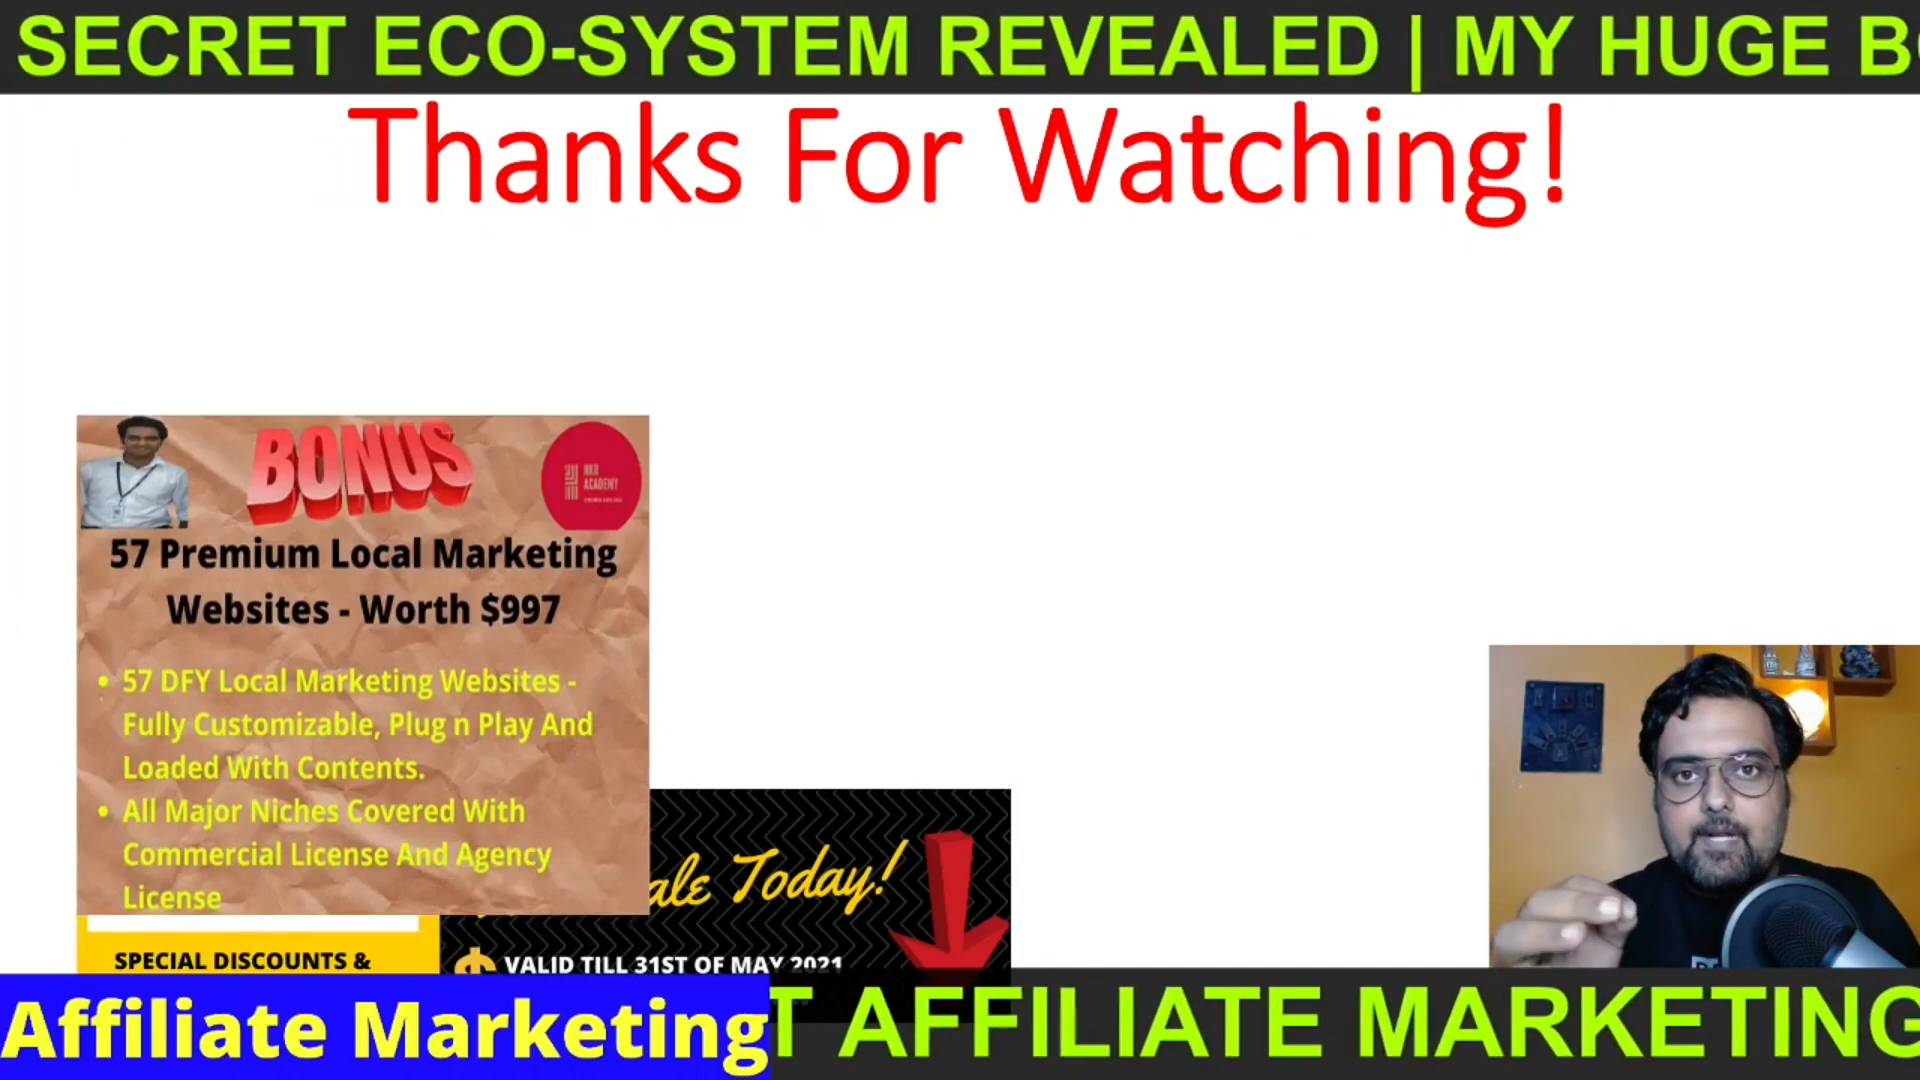 SECRET ECO-SYSTEM REVEALED | MY HUGE B
Thanks For Watching!
BONUS
NKR
ACADEMY
57 Premium Local Marketing
Websites - Worth $997
• 57 DFY Local Marketing Websites -
Fully Customizable, Plug n Play And
Loaded With Contents.
• All Major Niches Covered With
Commercial License And Agency
License
ale Today!
SPECIAL DISCOUNTS &
VALID TILL 31ST OF MAY 2021
Affiliate Marketing
T AFFILIATE MARKETING